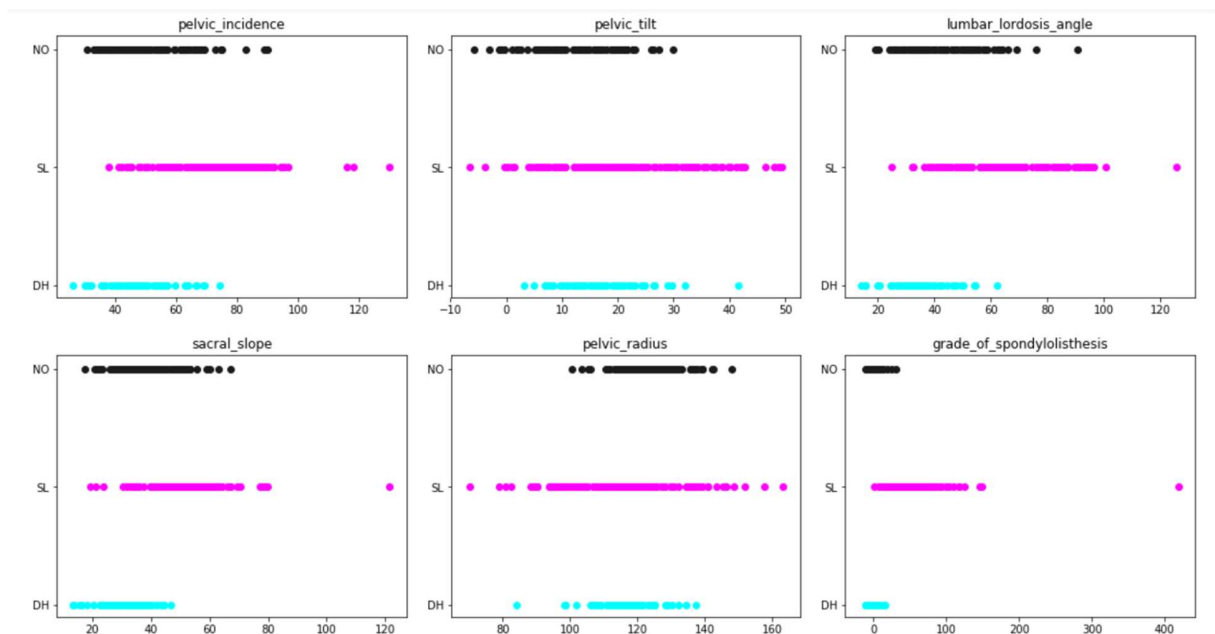 pelvic_incidence
NO
SL
DH
40 60 80 100 120
pelvic_tilt
NO
SL
DH
−10 0 10 20 30 40 50
lumbar_lordosis_angle
NO
SL
DH
20 40 60 80 100 120
sacral_slope
NO
SL
DH
20 40 60 80 100 120
pelvic_radius
NO
SL
DH
80 100 120 140 160
grade_of_spondylolisthesis
NO
SL
DH
0 100 200 300 400